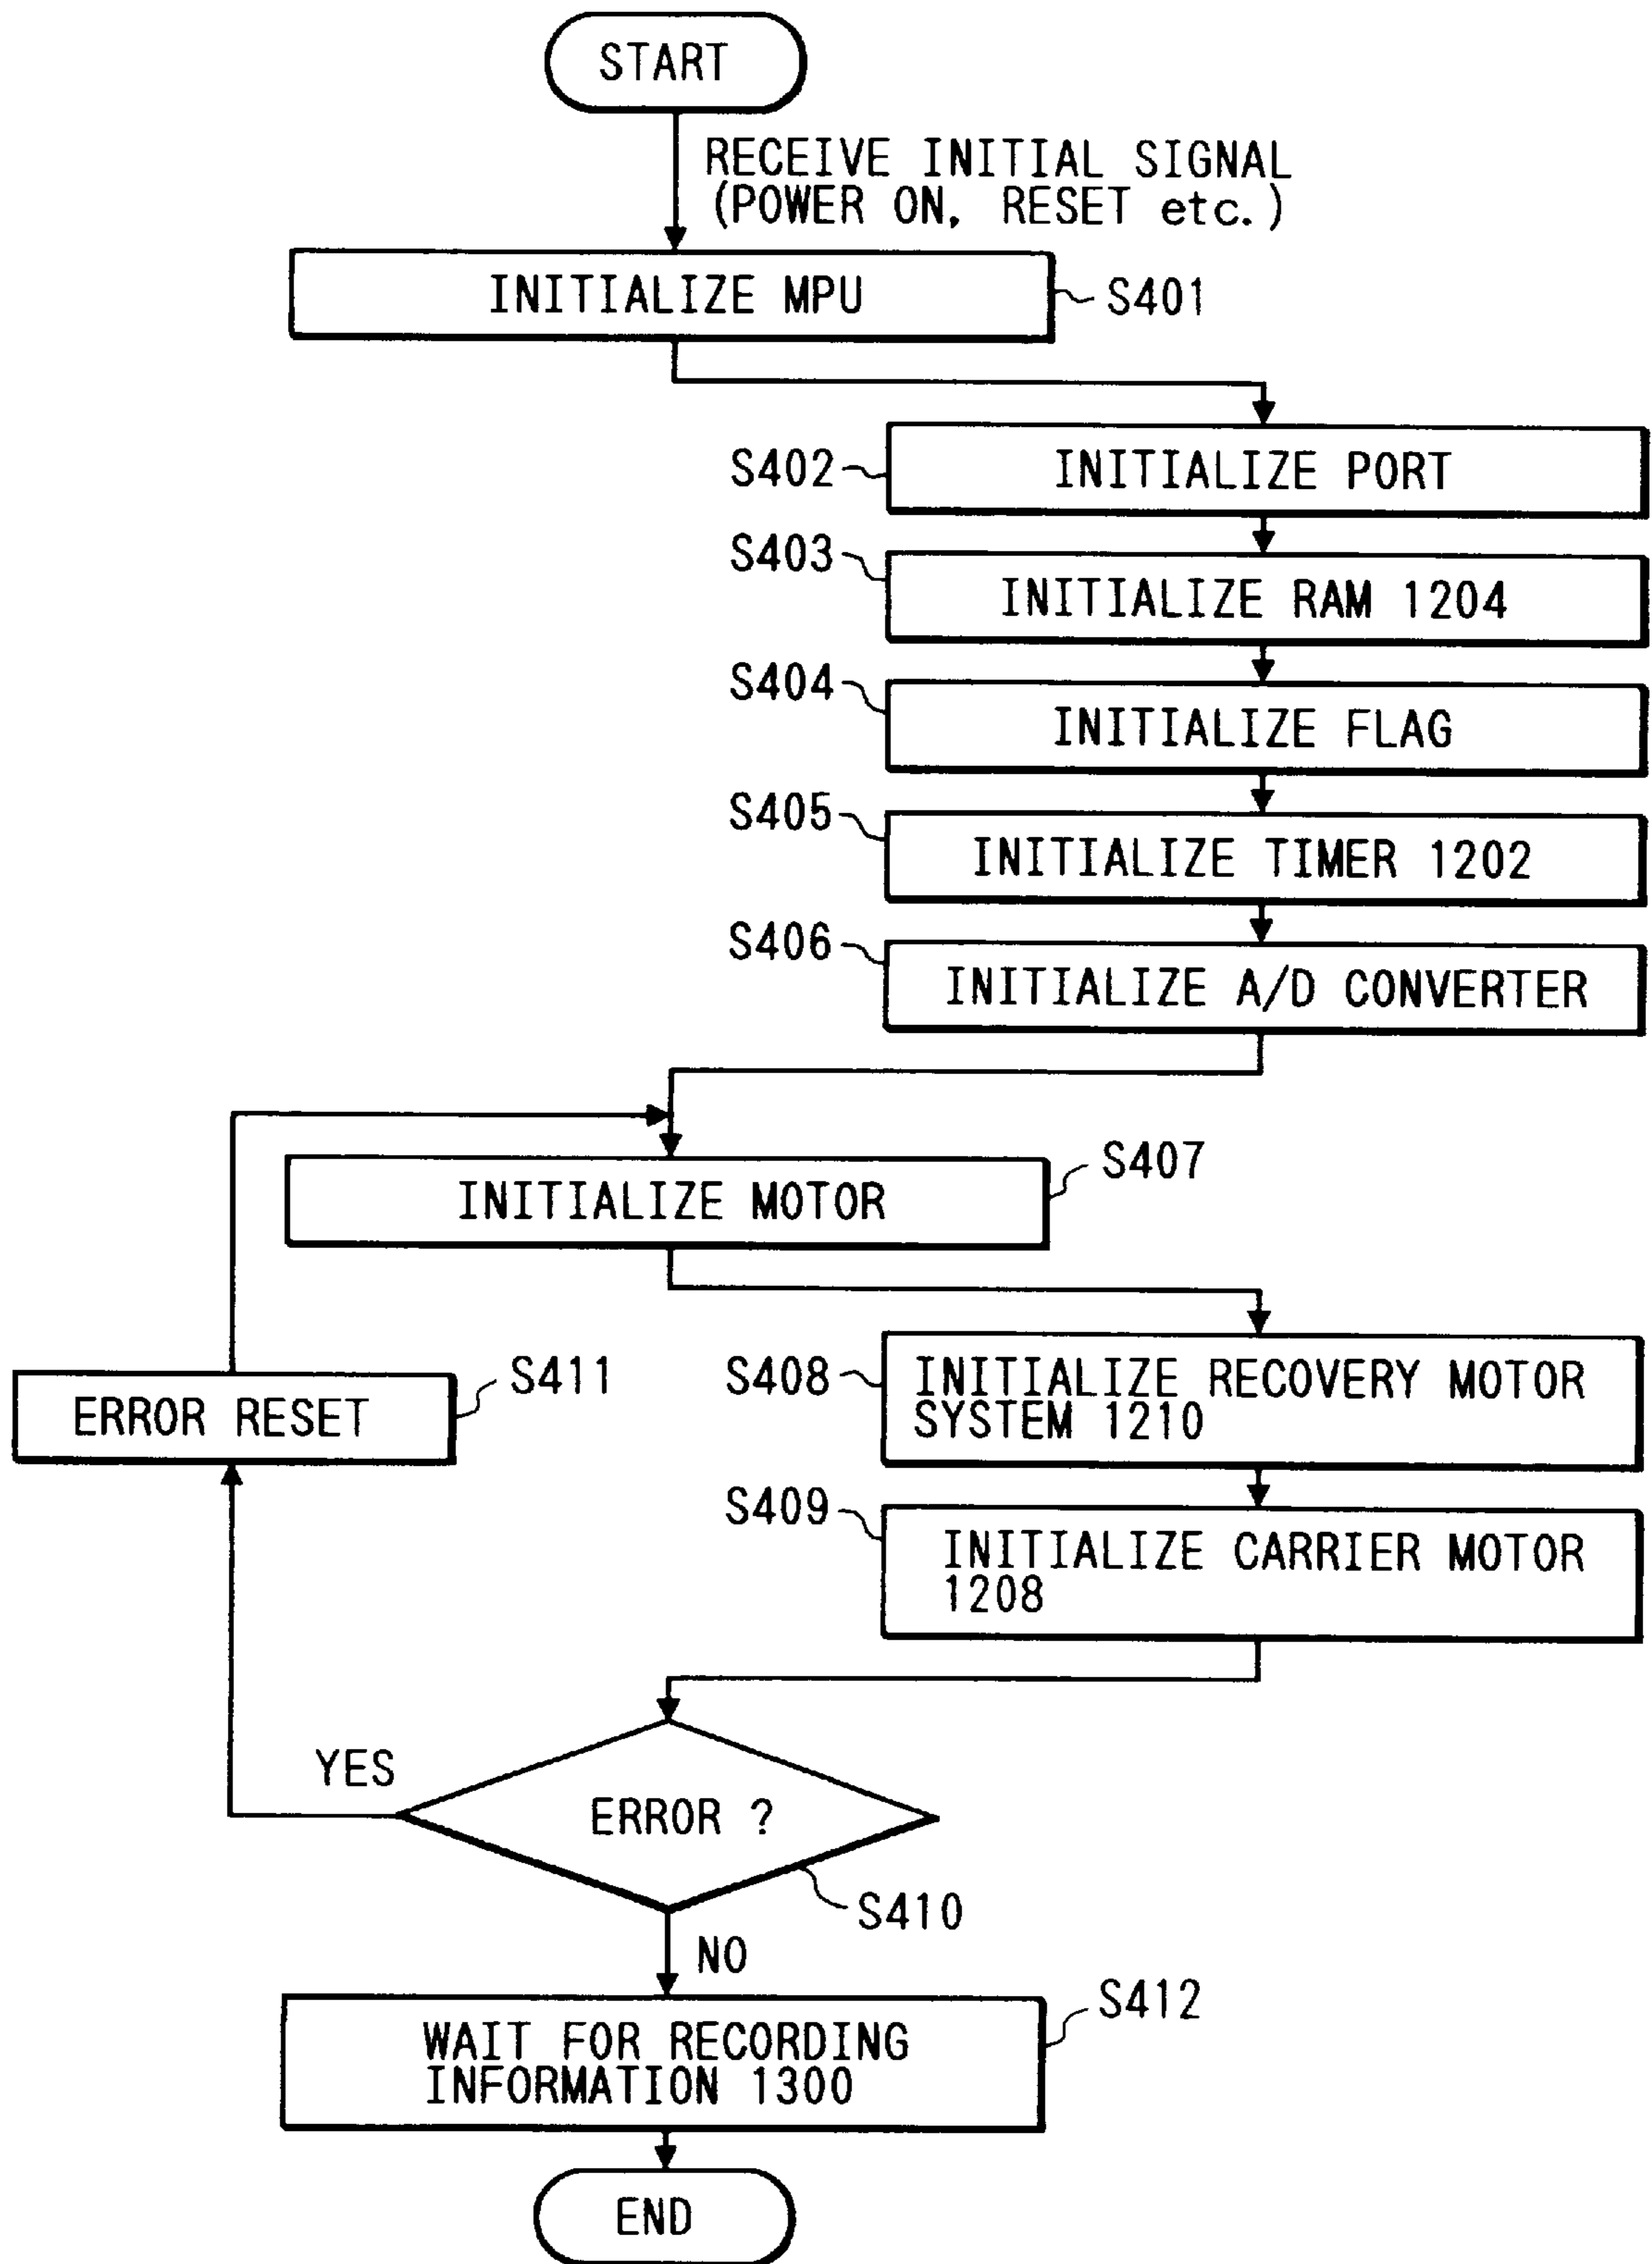 START
RECEIVE INITIAL SIGNAL
(POWER ON, RESET etc.)
INITIALIZE MPU
S401
S402
INITIALIZE PORT
S403
INITIALIZE RAM 1204
S404
INITIALIZE FLAG
S405
INITIALIZE TIMER 1202
S406
INITIALIZE A/D CONVERTER
S407
INITIALIZE MOTOR
S408
INITIALIZE RECOVERY MOTOR
SYSTEM 1210
S411
ERROR RESET
S409
INITIALIZE CARRIER MOTOR
1208
YES
ERROR ?
S410
NO
S412
WAIT FOR RECORDING
INFORMATION 1300
END